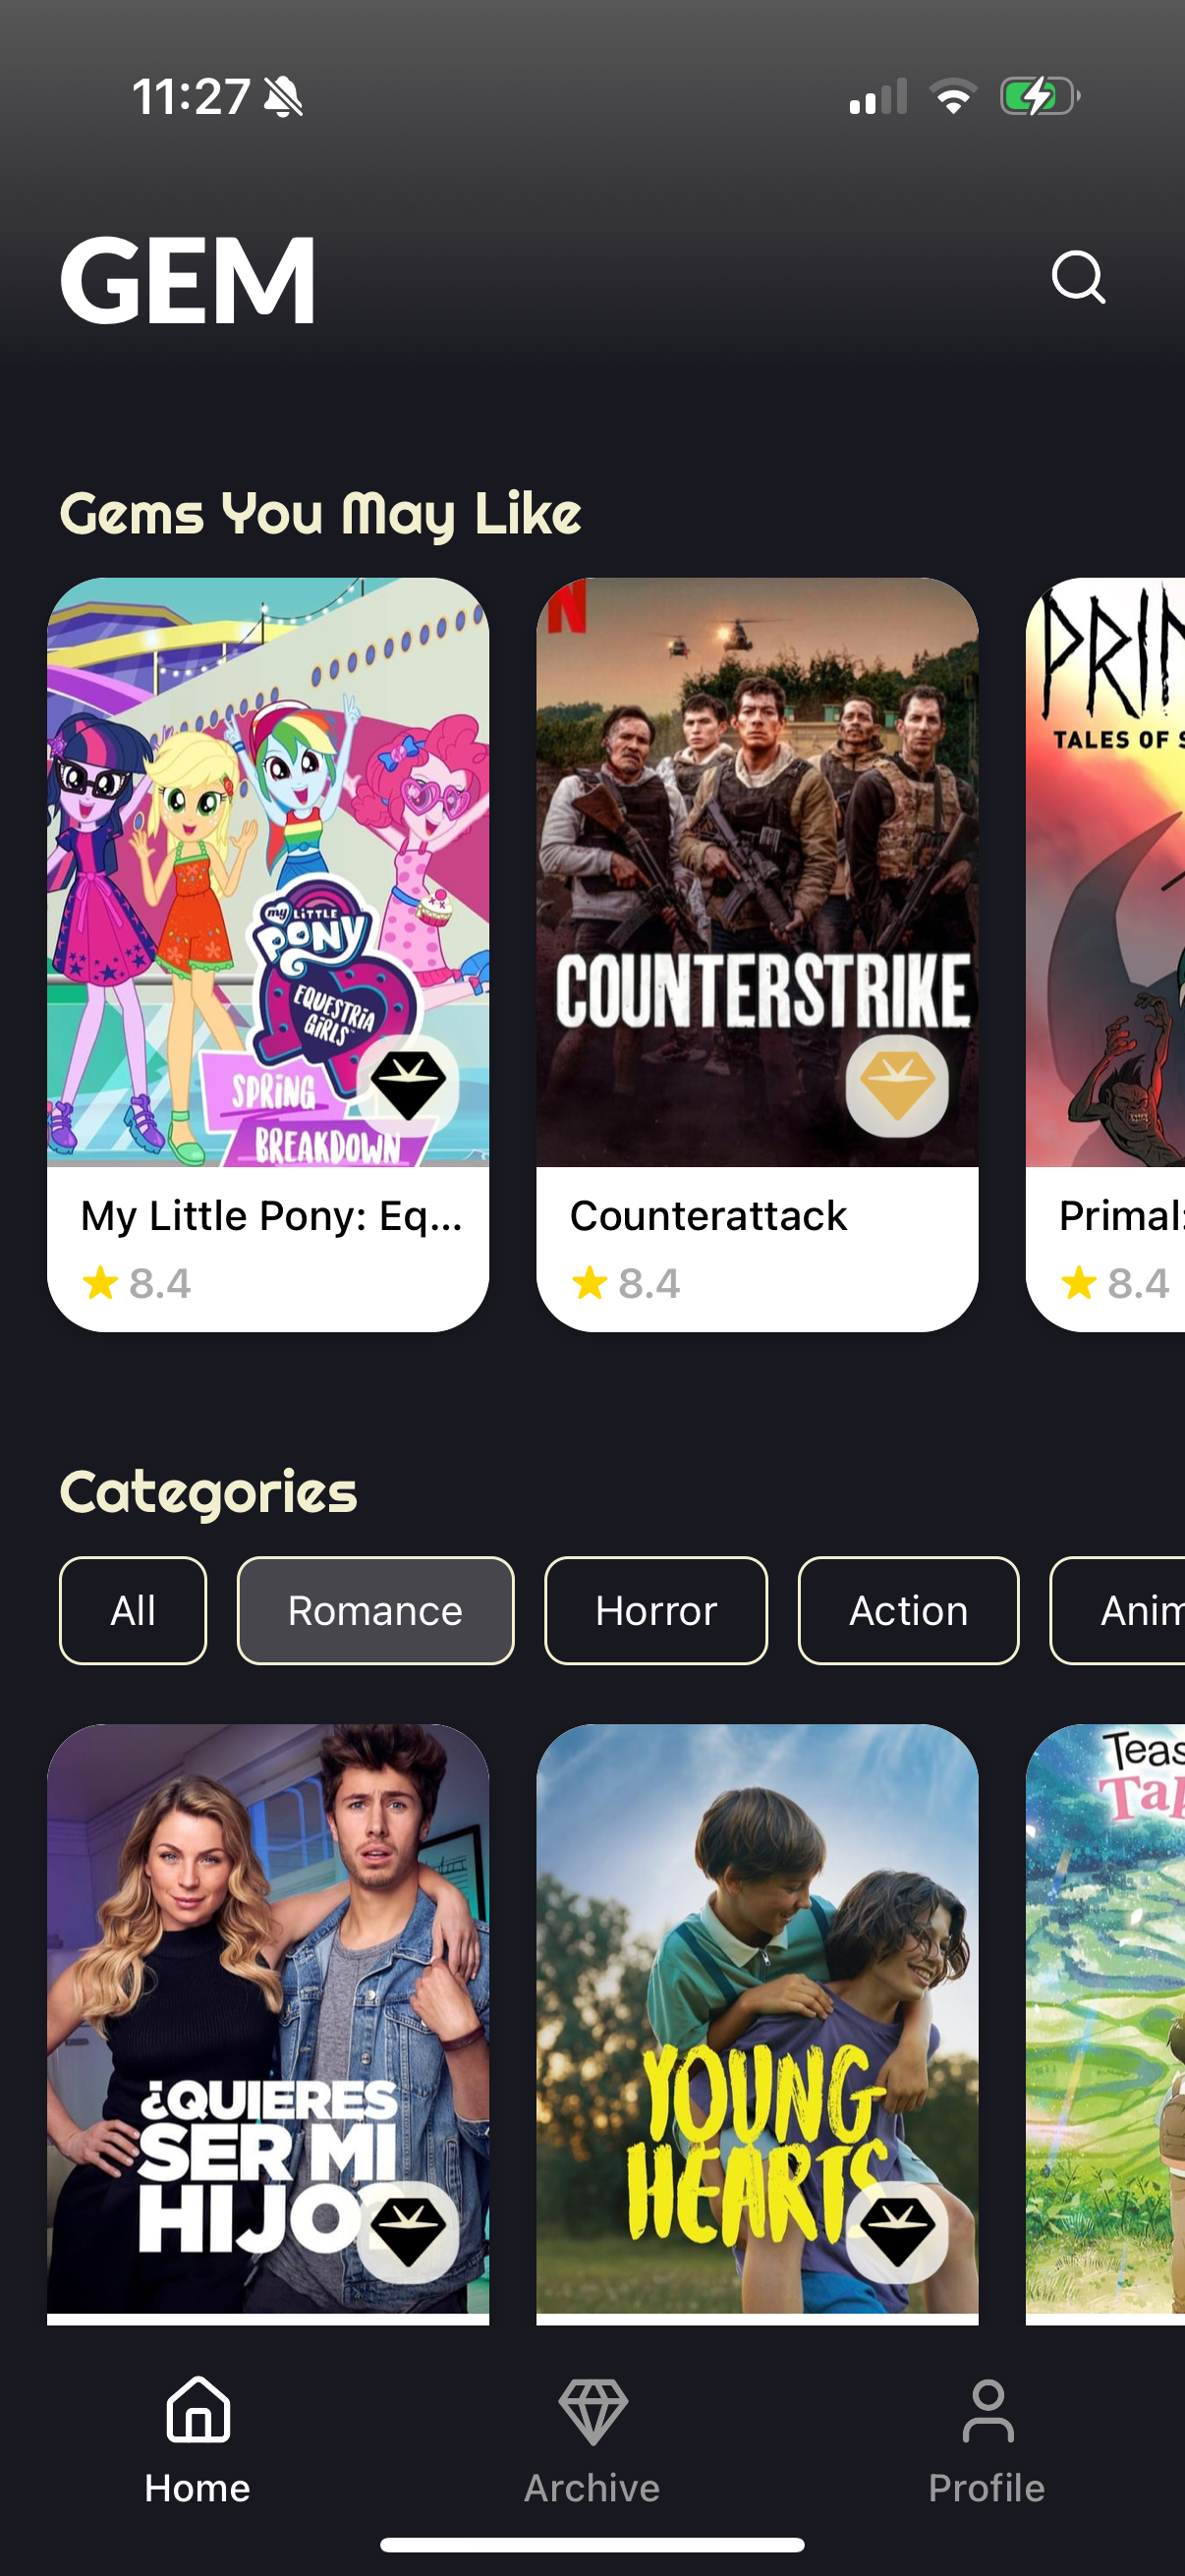 11:27
GEM
Gems You May Like
N
my LITTLE
PONY
EQUESTRIA
GIRLS
SPRING
BREAKDOWN
COUNTERSTRIKE
PRIM
TALES OF S
My Little Pony: Eq...
8.4
Counterattack
8.4
Primal:
8.4
Categories
All
Romance
Horror
Action
Anim
¿QUIERES
SER MI
HIJO?
YOUNG
HEARTS
Teas
Tak
Home
Archive
Profile